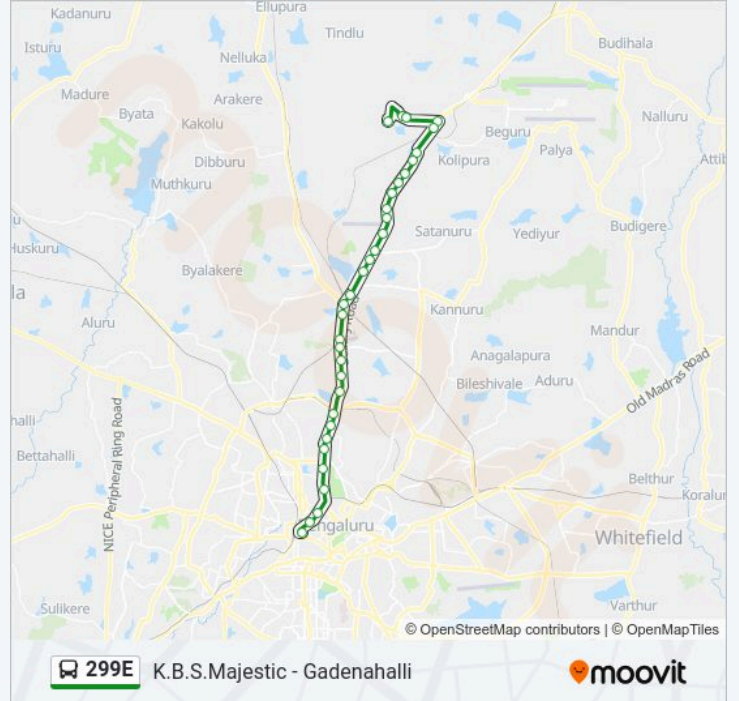 Kadanuru
Ellupura
Isturu
Tindlu
Nelluka
Budihala
Madure
Arakere
Byata
Kakolu
Nalluru
Beguru
Palya
Dibburu
Kolipura
Attib
Muthkuru
Satanuru
Yediyur
Budigere
u
Huskuru
Byalakere
la
Aluru
y Road
Kannuru
Mandur
Anagalapura
Bileshivale
Aduru
Old Madras Road
halli
Bettahalli
NICE Peripheral Ring Road
Belthur
Koralur
engaluru
Whitefield
Sulikere
Varthur
© OpenStreetMap contributors | © OpenMapTiles
299E K.B.S.Majestic - Gadenahalli
moovit